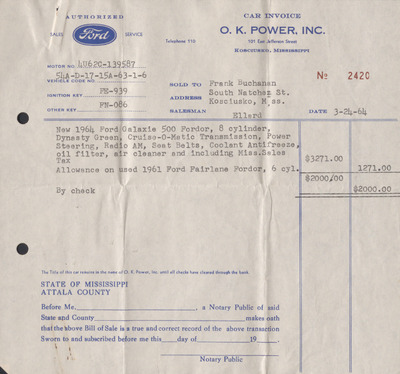 AUTHORIZED
SALES Ford SERVICE
CAR INVOICE
O. K. POWER, INC.
Telephone 110
101 East Jefferson Street
KOSCIUSKO, MISSISSIPPI
MOTOR NO. 4U62C-139587
54A-D-17-15A-63-1-6
VEHICLE CODE NO.
IGNITION KEY FE-939
OTHER KEY FN-086
SOLD TO Frank Buchanan
ADDRESS South Natchez St.
Kosciusko, Miss.
SALESMAN Ellard
No 2420
DATE 3-24-64
New 1964 Ford Galaxie 500 Fordor, 8 cylinder,
Dynasty Green, Cruise-O-Metic Transmission, Power
Steering, Radio AM, Seat Belts, Coolant Antifreeze,
oil filter, air cleaner and including Miss.Sales
Tax $3271.00
Allowance on used 1961 Ford Fairlane Fordor, 6 cyl. 1271.00
$2000.00
By check $2000.00
The Title of this car remains in the name of O. K. Power, Inc. until all checks have cleared through the bank.
STATE OF MISSISSIPPI
ATTALA COUNTY
Before Me, , a Notary Public of said
State and County makes oath
that the above Bill of Sale is a true and correct record of the above transaction
Sworn to and subscribed before me this day of 19 .
Notary Public